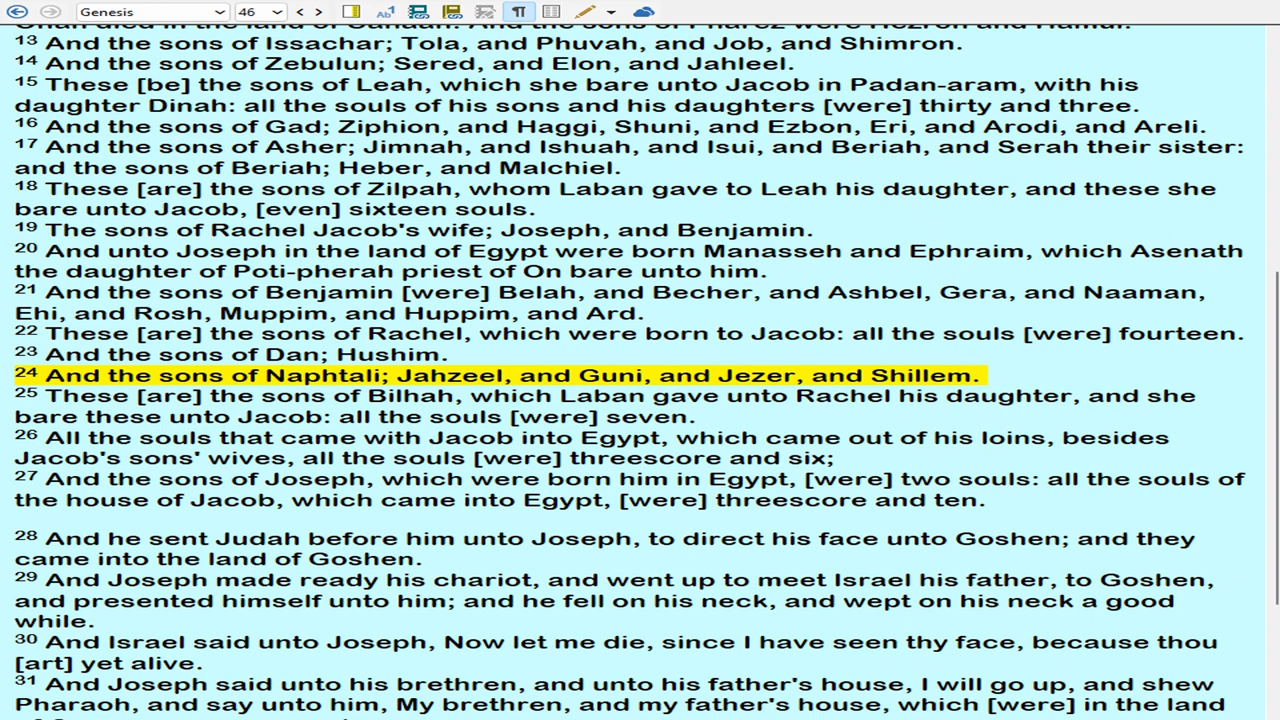 Genesis 46 < >
13 And the sons of Issachar; Tola, and Phuvah, and Job, and Shimron.
14 And the sons of Zebulun; Sered, and Elon, and Jahleel.
15 These [be] the sons of Leah, which she bare unto Jacob in Padan-aram, with his
daughter Dinah: all the souls of his sons and his daughters [were] thirty and three.
16 And the sons of Gad; Ziphion, and Haggi, Shuni, and Ezbon, Eri, and Arodi, and Areli.
17 And the sons of Asher; Jimnah, and Ishuah, and Isui, and Beriah, and Serah their sister:
and the sons of Beriah; Heber, and Malchiel.
18 These [are] the sons of Zilpah, whom Laban gave to Leah his daughter, and these she
bare unto Jacob, [even] sixteen souls.
19 The sons of Rachel Jacob's wife; Joseph, and Benjamin.
20 And unto Joseph in the land of Egypt were born Manasseh and Ephraim, which Asenath
the daughter of Poti-pherah priest of On bare unto him.
21 And the sons of Benjamin [were] Belah, and Becher, and Ashbel, Gera, and Naaman,
Ehi, and Rosh, Muppim, and Huppim, and Ard.
22 These [are] the sons of Rachel, which were born to Jacob: all the souls [were] fourteen.
23 And the sons of Dan; Hushim.
24 And the sons of Naphtali; Jahzeel, and Guni, and Jezer, and Shillem.
25 These [are] the sons of Bilhah, which Laban gave unto Rachel his daughter, and she
bare these unto Jacob: all the souls [were] seven.
26 All the souls that came with Jacob into Egypt, which came out of his loins, besides
Jacob's sons' wives, all the souls [were] threescore and six;
27 And the sons of Joseph, which were born him in Egypt, [were] two souls: all the souls of
the house of Jacob, which came into Egypt, [were] threescore and ten.
28 And he sent Judah before him unto Joseph, to direct his face unto Goshen; and they
came into the land of Goshen.
29 And Joseph made ready his chariot, and went up to meet Israel his father, to Goshen,
and presented himself unto him; and he fell on his neck, and wept on his neck a good
while.
30 And Israel said unto Joseph, Now let me die, since I have seen thy face, because thou
[art] yet alive.
31 And Joseph said unto his brethren, and unto his father's house, I will go up, and shew
Pharaoh, and say unto him, My brethren, and my father's house, which [were] in the land